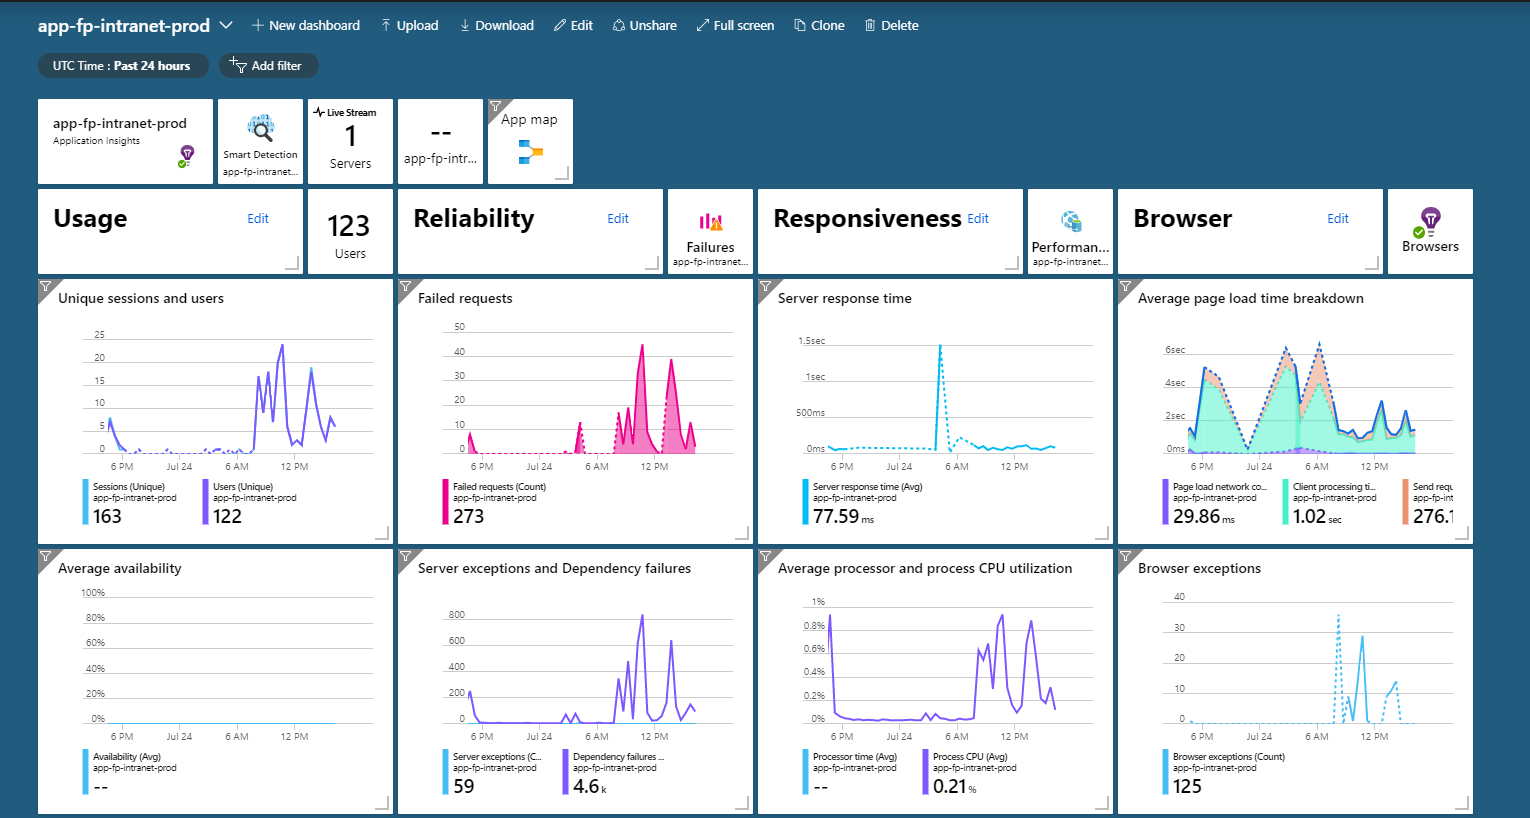 app-fp-intranet-prod
New dashboard
Upload
Download
Edit
Unshare
Full screen
Clone
Delete
UTC Time : Past 24 hours
Add filter
app-fp-intranet-prod
Application Insights
Smart Detection
app-fp-intranet...
Live Stream
1
Servers
--
app-fp-intr...
App map
Usage
Edit
123
Users
Reliability
Edit
Failures
app-fp-intranet...
Responsiveness
Edit
Performan...
app-fp-intranet...
Browser
Edit
Browsers
Unique sessions and users
25
20
15
10
5
0
6 PM
Jul 24
6 AM
12 PM
Sessions (Unique)
app-fp-intranet-prod
163
Users (Unique)
app-fp-intranet-prod
122
Failed requests
50
40
30
20
10
0
6 PM
Jul 24
6 AM
12 PM
Failed requests (Count)
app-fp-intranet-prod
273
Server response time
1.5sec
1sec
500ms
0ms
6 PM
Jul 24
6 AM
12 PM
Server response time (Avg)
app-fp-intranet-prod
77.59 ms
Average page load time breakdown
6sec
4sec
2sec
0ms
6 PM
Jul 24
6 AM
12 PM
Page load network co...
app-fp-intranet-prod
29.86 ms
Client processing ti...
app-fp-intranet-prod
1.02 sec
Send requ
app-fp-int
276.1
Average availability
100%
80%
60%
40%
20%
0%
6 PM
Jul 24
6 AM
12 PM
Availability (Avg)
app-fp-intranet-prod
--
Server exceptions and Dependency failures
800
600
400
200
0
6 PM
Jul 24
6 AM
12 PM
Server exceptions (C...
app-fp-intranet-prod
59
Dependency failures ...
app-fp-intranet-prod
4.6 k
Average processor and process CPU utilization
1%
0.8%
0.6%
0.4%
0.2%
0%
6 PM
Jul 24
6 AM
12 PM
Processor time (Avg)
app-fp-intranet-prod
--
Process CPU (Avg)
app-fp-intranet-prod
0.21 %
Browser exceptions
40
30
20
10
0
6 PM
Jul 24
6 AM
12 PM
Browser exceptions (Count)
app-fp-intranet-prod
125